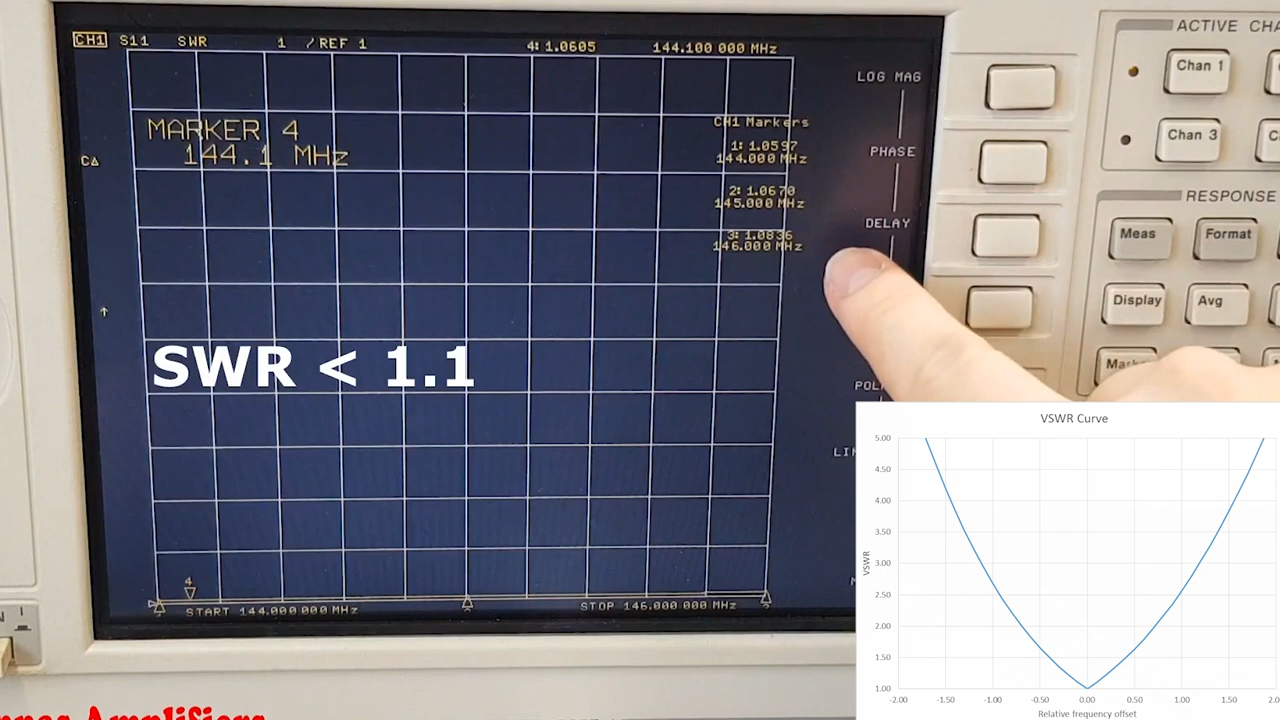 CH1 S11 SWR 1 / REF 1 4: 1.0605 144.100 000 MHz
MARKER 4
144.1 MHz
C∆
↑
CH1 Markers
1: 1.0597
144.000 MHz
2: 1.0670
145.000 MHz
3: 1.0836
146.000 MHz
LOG MAG
PHASE
DELAY
SWR < 1.1
4
START 144.000 000 MHz STOP 146.000 000 MHz
ACTIVE
Chan 1
Chan 3
RESPONSE
Meas Format
Display Avg
VSWR Curve
VSWR
5.00
4.50
4.00
3.50
3.00
2.50
2.00
1.50
1.00
-2.00 -1.50 -1.00 -0.50 0.00 0.50 1.00 1.50
Relative frequency offset
Amplifiers